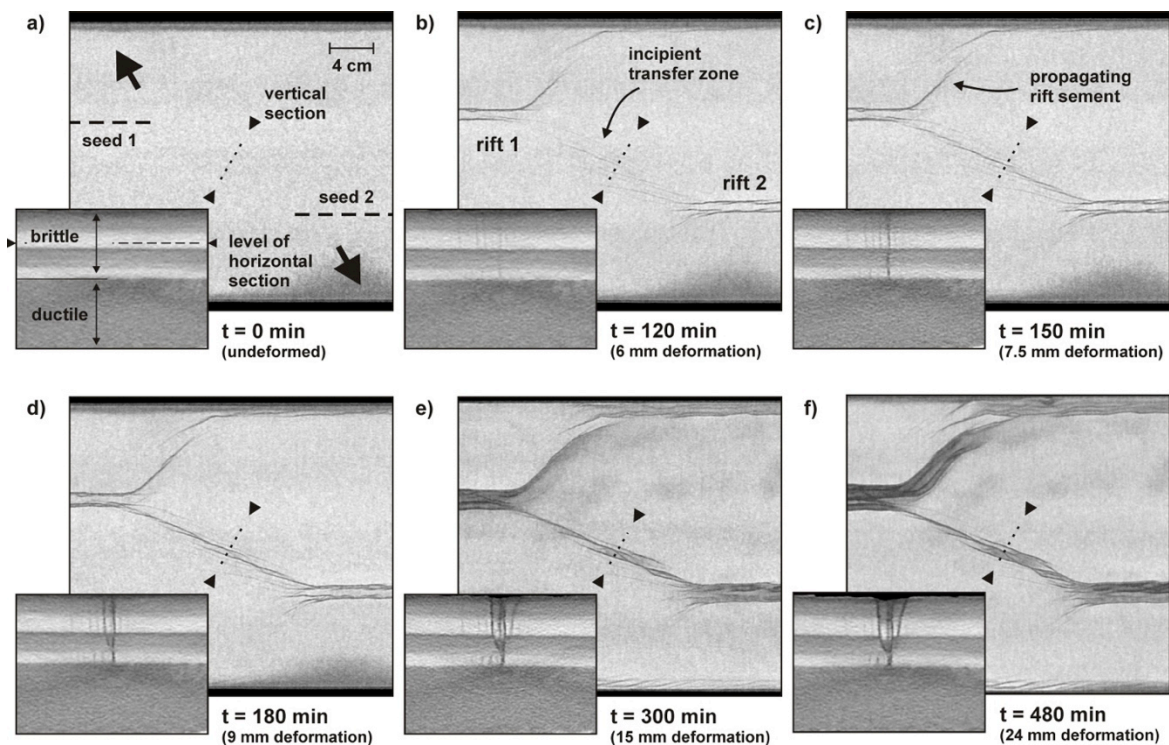 a)
4 cm
vertical
section
seed 1
seed 2
brittle
level of
horizontal
section
ductile
t = 0 min
(undeformed)
b)
incipient
transfer zone
rift 1
rift 2
t = 120 min
(6 mm deformation)
c)
propagating
rift sement
t = 150 min
(7.5 mm deformation)
d)
t = 180 min
(9 mm deformation)
e)
t = 300 min
(15 mm deformation)
f)
t = 480 min
(24 mm deformation)